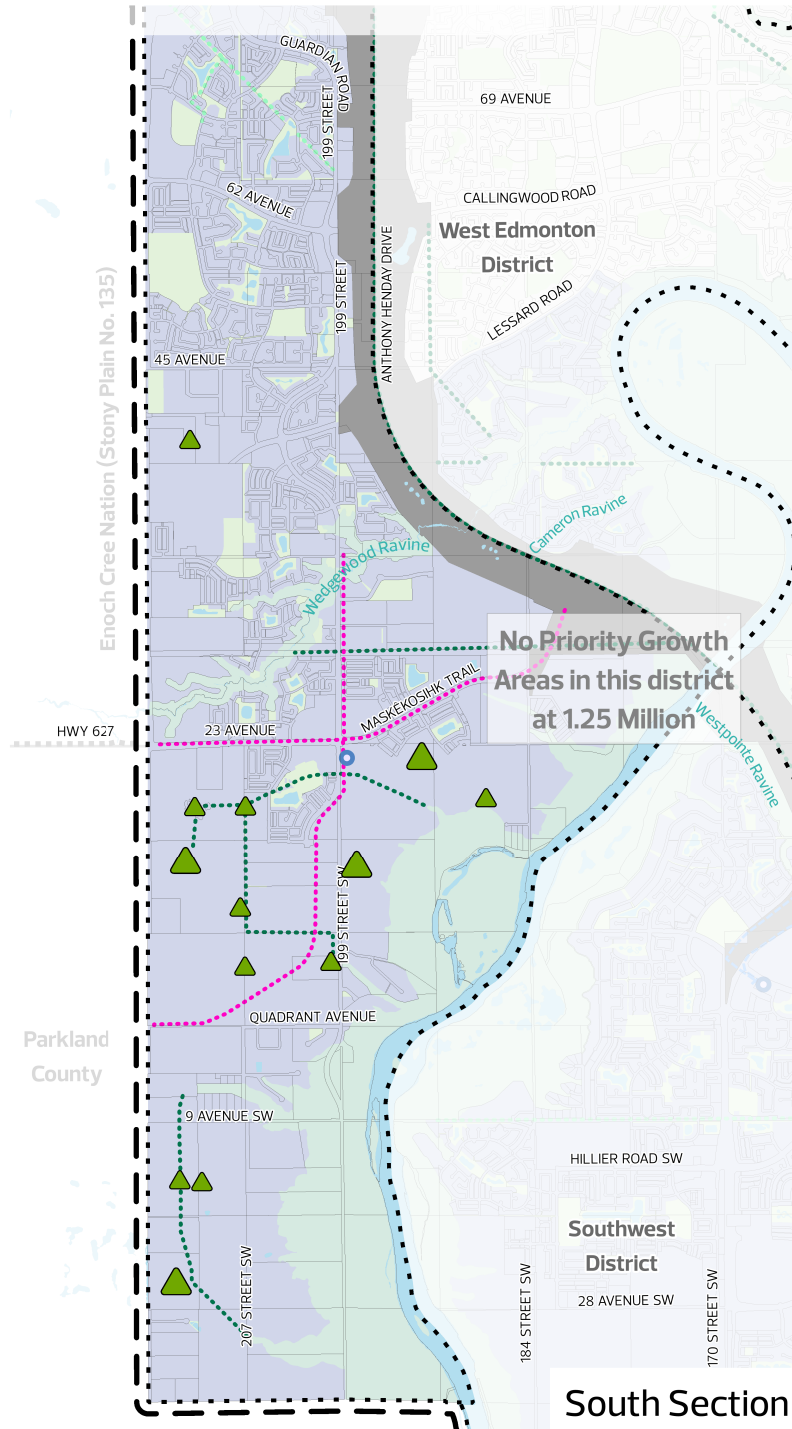 GUARDIAN ROAD
199 STREET
69 AVENUE
62 AVENUE
CALLINGWOOD ROAD
West Edmonton
District
199 STREET
ANTHONY HENDAY DRIVE
LESSARD ROAD
Enoch Cree Nation (Stony Plain No. 135)
45 AVENUE
Wedgewood Ravine
Cameron Ravine
No Priority Growth
Areas in this district
at 1.25 Million
MASKEKOSIHK TRAIL
HWY 627
23 AVENUE
Westpointe Ravine
199 STREET SW
QUADRANT AVENUE
Parkland
County
9 AVENUE SW
HILLIER ROAD SW
Southwest
District
207 STREET SW
184 STREET SW
28 AVENUE SW
170 STREET SW
South Section